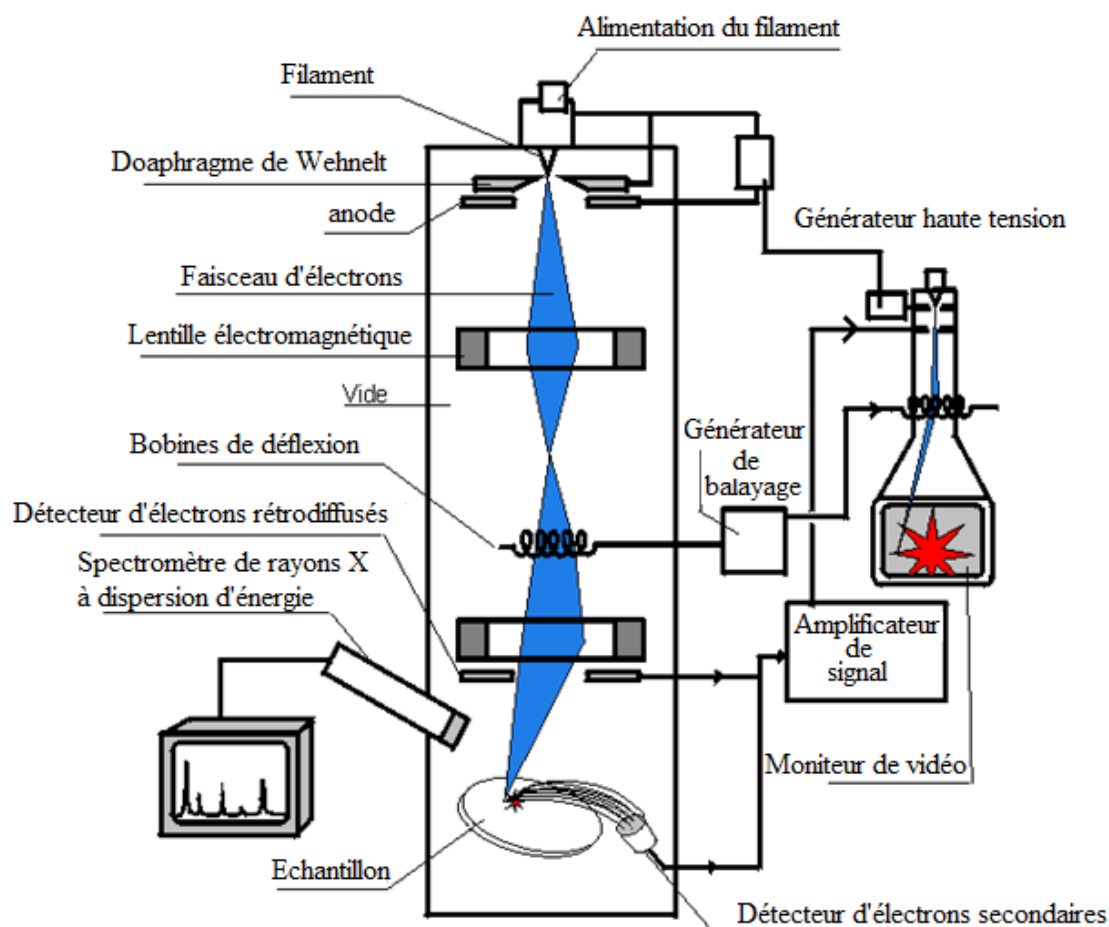 Alimentation du filament
Filament
Doaphragme de Wehnelt
anode
Générateur haute tension
Faisceau d'électrons
Lentille électromagnétique
Vide
Bobines de déflexion
Générateur
de
balayage
Détecteur d'électrons rétrodiffusés
Spectromètre de rayons X
à dispersion d'énergie
Amplificateur
de
signal
Moniteur de vidéo
Echantillon
Détecteur d'électrons secondaires